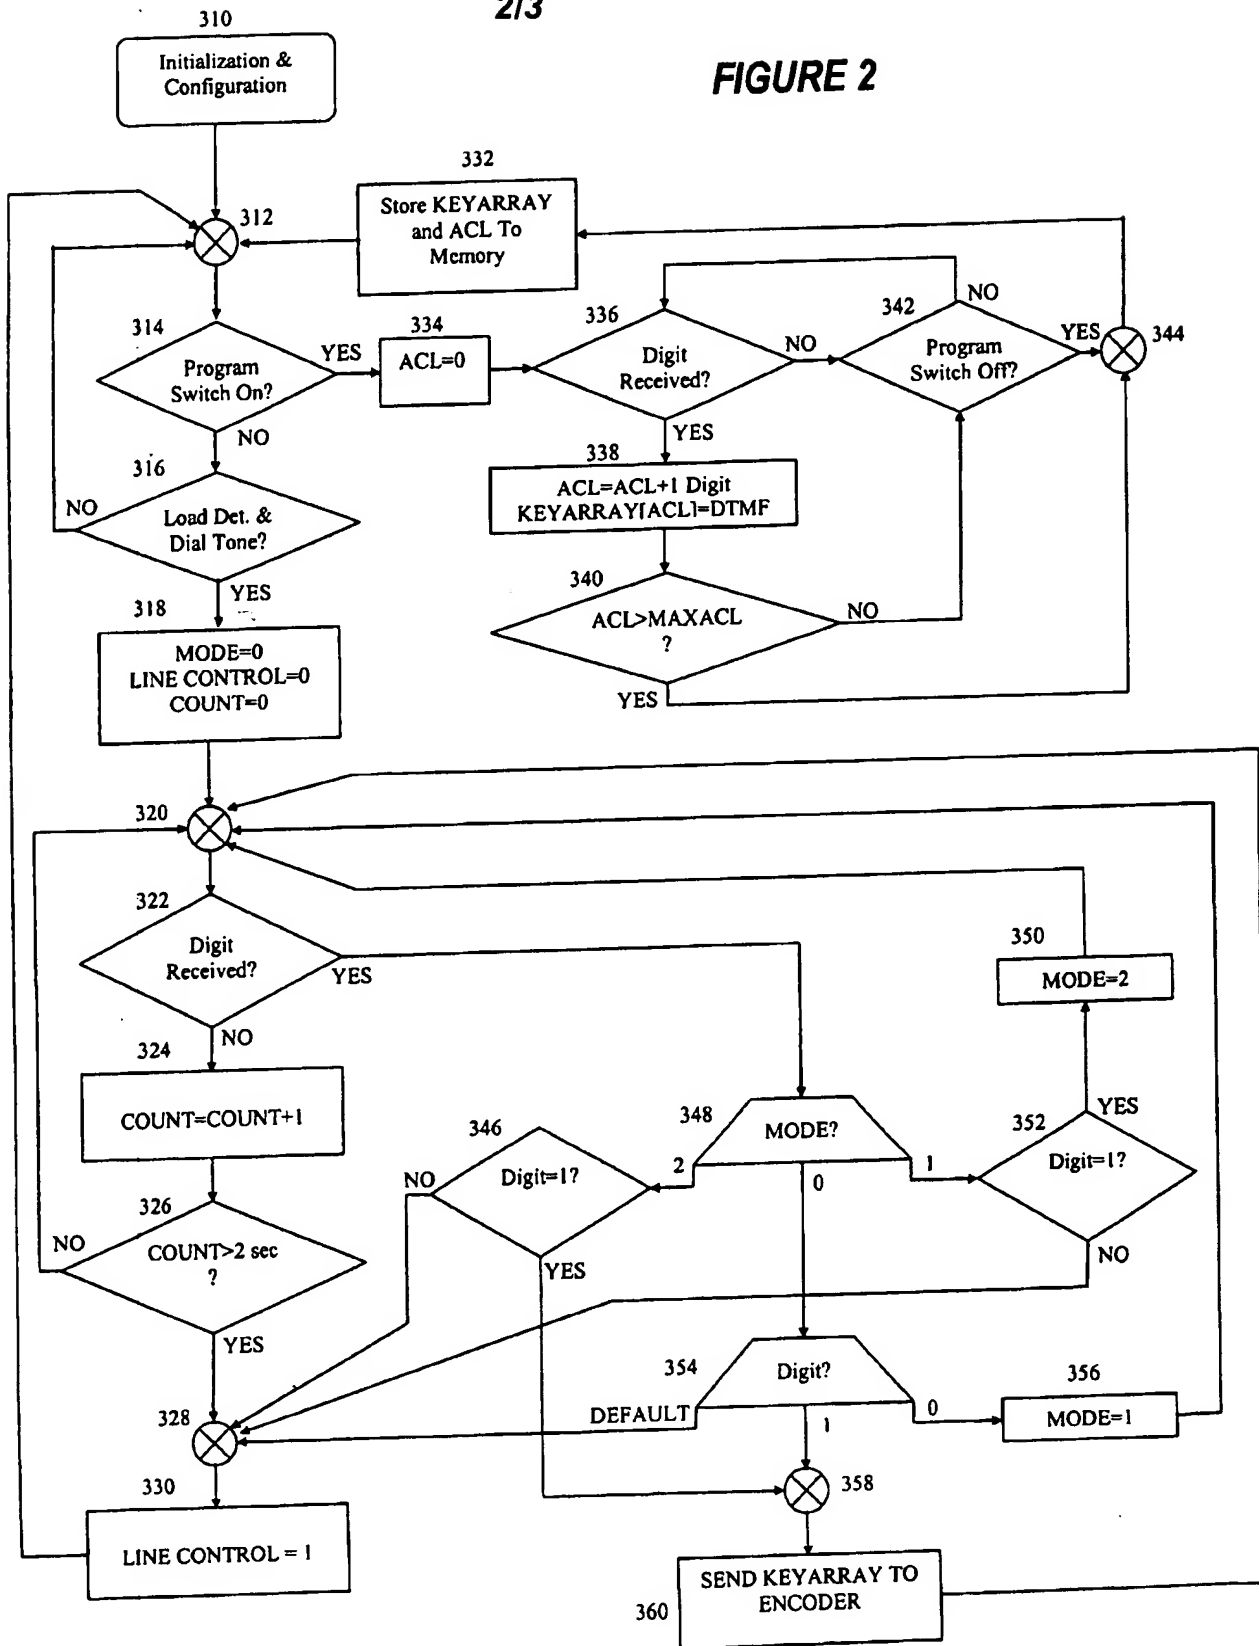 2/3
FIGURE 2
310
Initialization &
Configuration
312
332
Store KEYARRAY
and ACL To
Memory
314
Program
Switch On?
YES
NO
334
ACL=0
336
Digit
Received?
NO
YES
342
Program
Switch Off?
NO
YES
344
316
Load Det. &
Dial Tone?
NO
YES
338
ACL=ACL+1 Digit
KEYARRAY[ACL]=DTMF
340
ACL>MAXACL
?
NO
YES
318
MODE=0
LINE CONTROL=0
COUNT=0
320
322
Digit
Received?
YES
NO
350
MODE=2
324
COUNT=COUNT+1
346
Digit=1?
NO
YES
348
MODE?
2
0
1
352
Digit=1?
YES
NO
326
COUNT>2 sec
?
NO
YES
354
Digit?
DEFAULT
1
0
356
MODE=1
328
358
330
LINE CONTROL = 1
360
SEND KEYARRAY TO
ENCODER